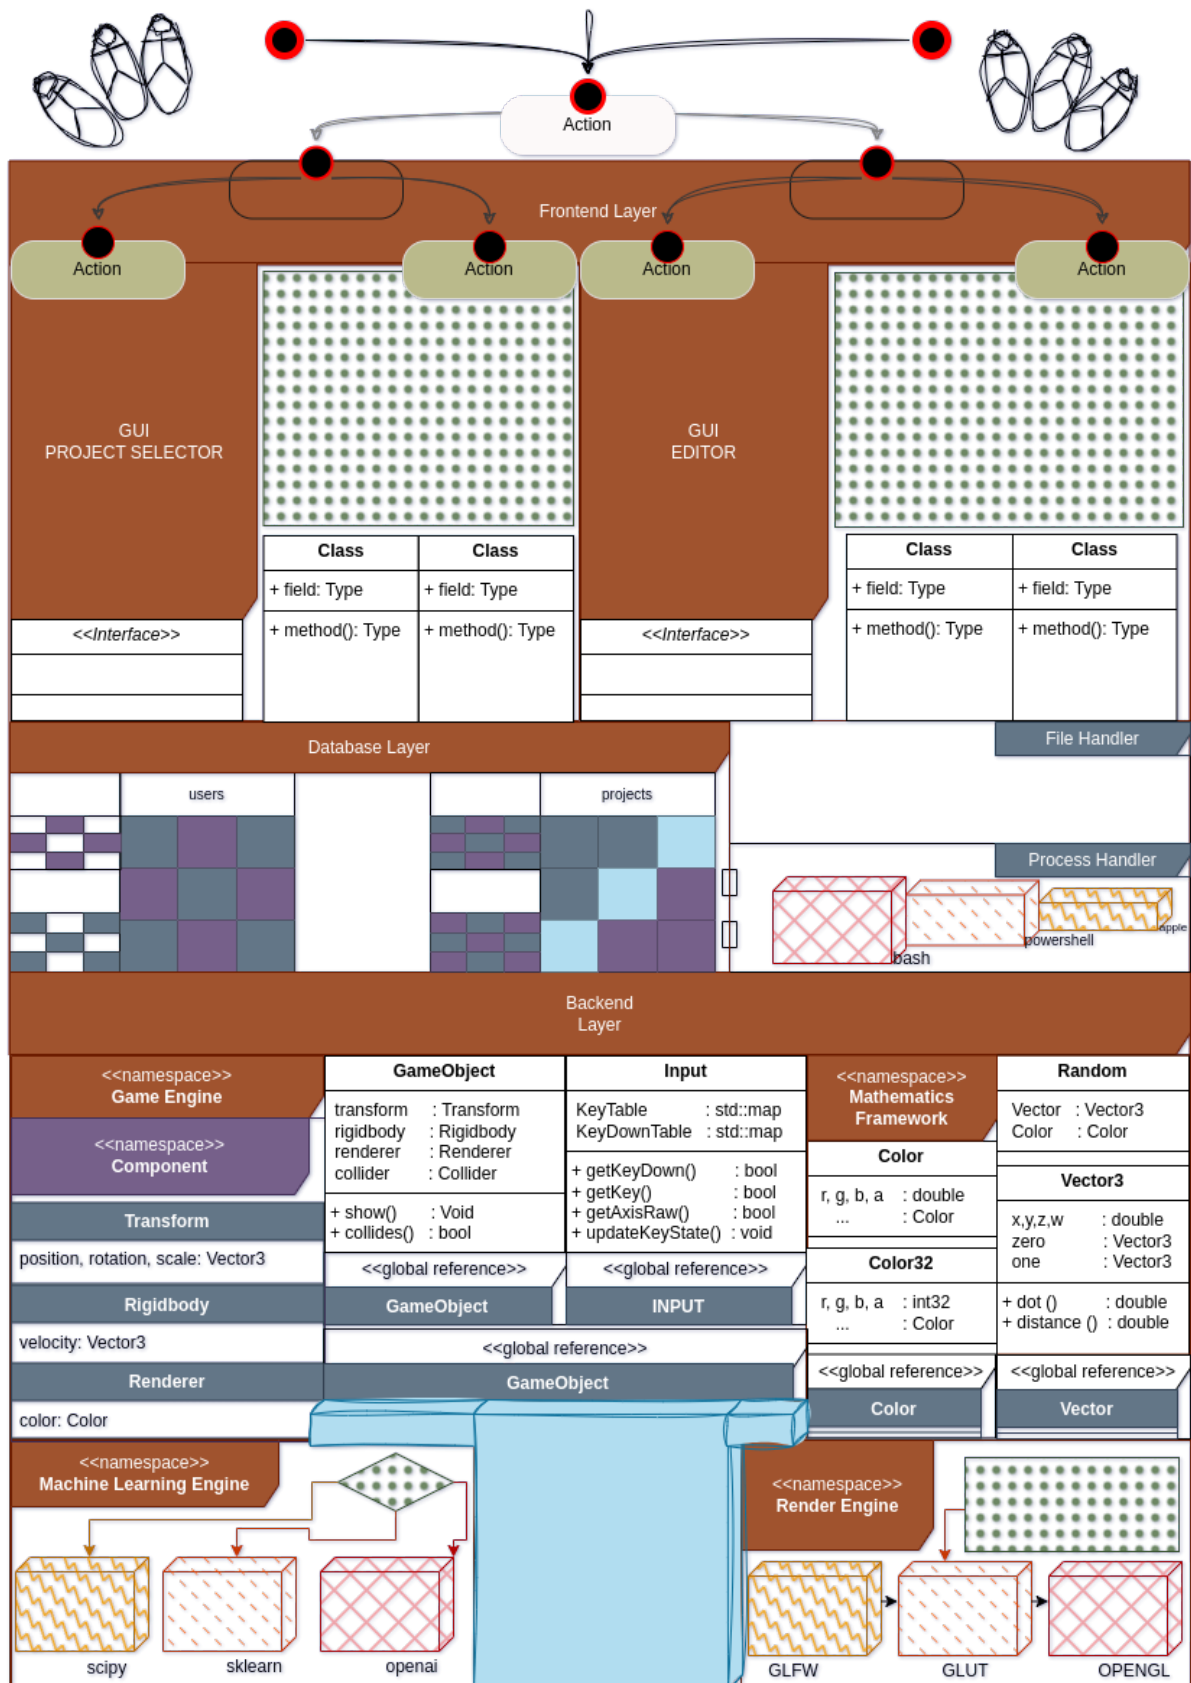 Action
Frontend Layer
Action
Action
Action
Action
GUI
PROJECT SELECTOR
GUI
EDITOR
Class
Class
+ field: Type
+ field: Type
+ method(): Type
+ method(): Type
Class
Class
+ field: Type
+ field: Type
+ method(): Type
+ method(): Type
<<Interface>>
<<Interface>>
Database Layer
File Handler
users
projects
Process Handler
apple
powershell
bash
Backend
Layer
<<namespace>>
Game Engine
<<namespace>>
Component
Transform
position, rotation, scale: Vector3
Rigidbody
velocity: Vector3
Renderer
color: Color
GameObject
transform : Transform
rigidbody : Rigidbody
renderer : Renderer
collider : Collider
+ show() : Void
+ collides() : bool
<<global reference>>
GameObject
Input
KeyTable : std::map
KeyDownTable : std::map
+ getKeyDown() : bool
+ getKey() : bool
+ getAxisRaw() : bool
+ updateKeyState() : void
<<global reference>>
INPUT
<<global reference>>
GameObject
<<namespace>>
Mathematics
Framework
Color
r, g, b, a : double
... : Color
Color32
r, g, b, a : int32
... : Color
<<global reference>>
Color
Random
Vector : Vector3
Color : Color
Vector3
x,y,z,w : double
zero : Vector3
one : Vector3
+ dot () : double
+ distance () : double
<<global reference>>
Vector
<<namespace>>
Machine Learning Engine
scipy
sklearn
openai
<<namespace>>
Render Engine
GLFW
GLUT
OPENGL